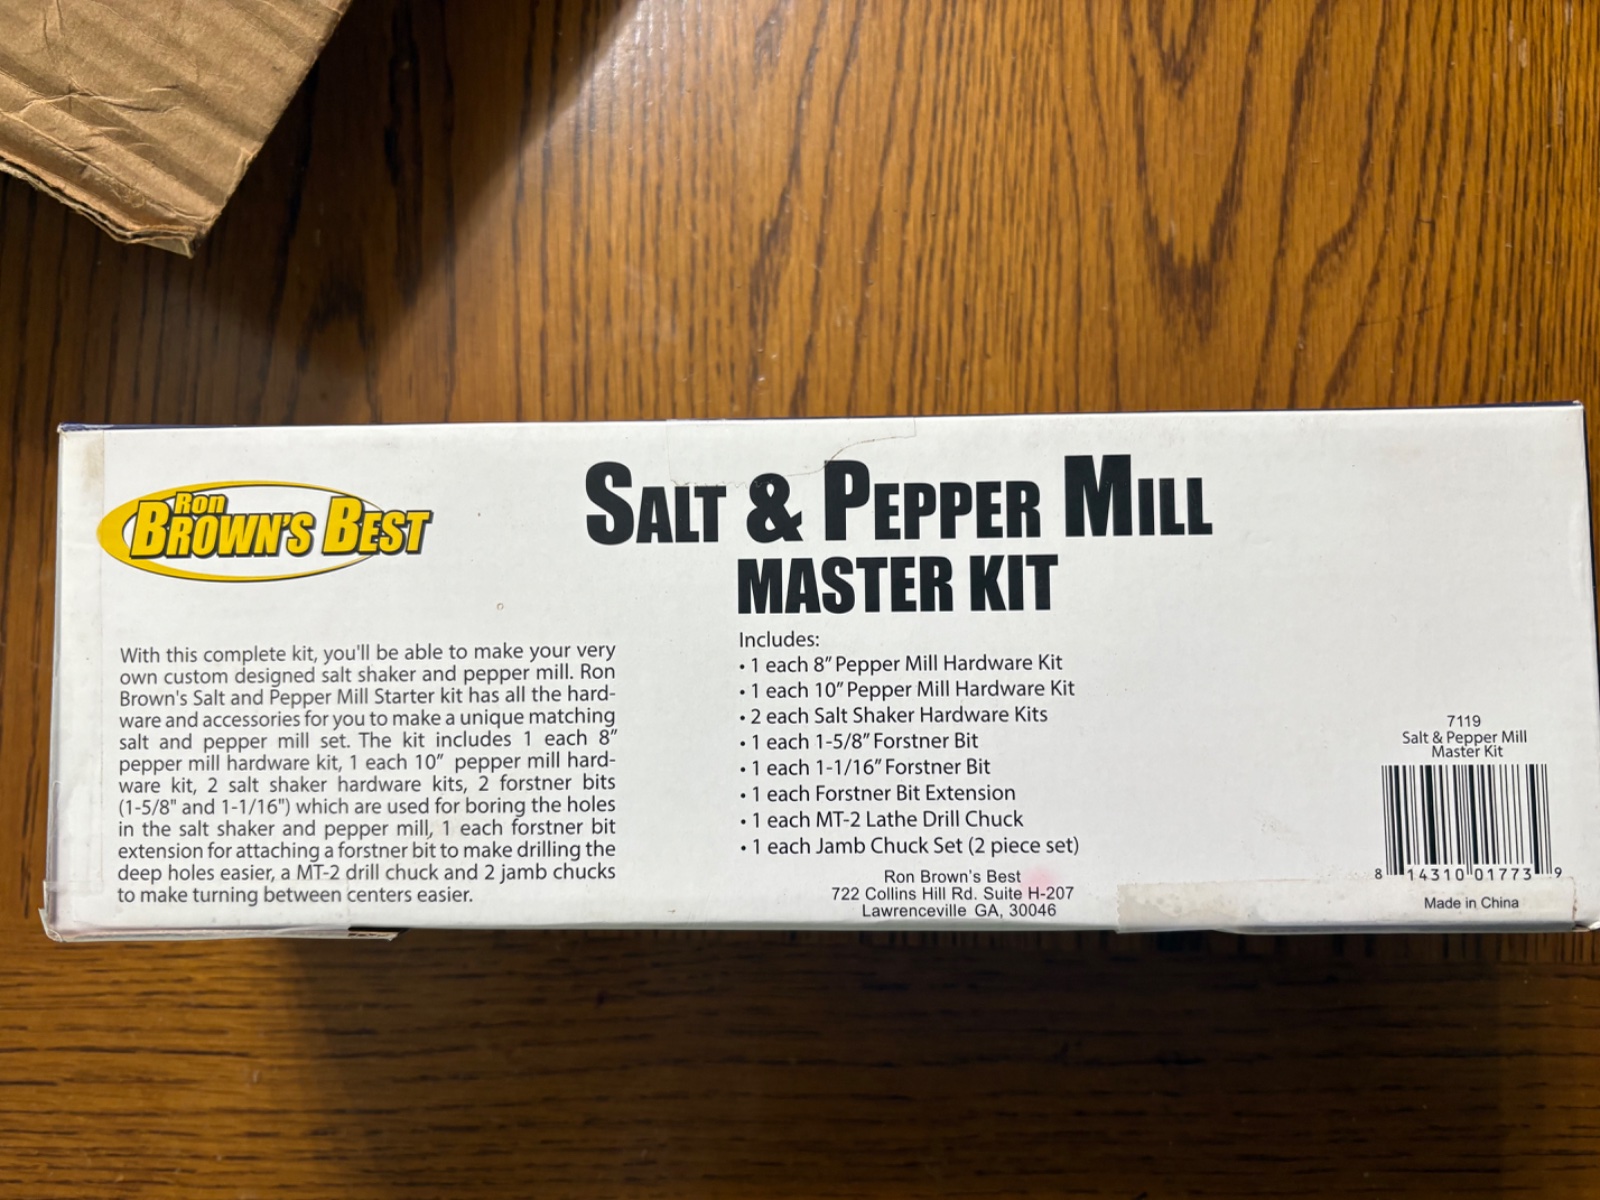 Ron
BROWN'S BEST
SALT & PEPPER MILL
MASTER KIT
With this complete kit, you'll be able to make your very
own custom designed salt shaker and pepper mill. Ron
Brown's Salt and Pepper Mill Starter kit has all the hard-
ware and accessories for you to make a unique matching
salt and pepper mill set. The kit includes 1 each 8"
pepper mill hardware kit, 1 each 10" pepper mill hard-
ware kit, 2 salt shaker hardware kits, 2 forstner bits
(1-5/8" and 1-1/16") which are used for boring the holes
in the salt shaker and pepper mill, 1 each forstner bit
extension for attaching a forstner bit to make drilling the
deep holes easier, a MT-2 drill chuck and 2 jamb chucks
to make turning between centers easier.
Includes:
• 1 each 8" Pepper Mill Hardware Kit
• 1 each 10" Pepper Mill Hardware Kit
• 2 each Salt Shaker Hardware Kits
• 1 each 1-5/8" Forstner Bit
• 1 each 1-1/16" Forstner Bit
• 1 each Forstner Bit Extension
• 1 each MT-2 Lathe Drill Chuck
• 1 each Jamb Chuck Set (2 piece set)
Ron Brown's Best
722 Collins Hill Rd. Suite H-207
Lawrenceville GA, 30046
7119
Salt & Pepper Mill
Master Kit
8 14310 01773 9
Made in China